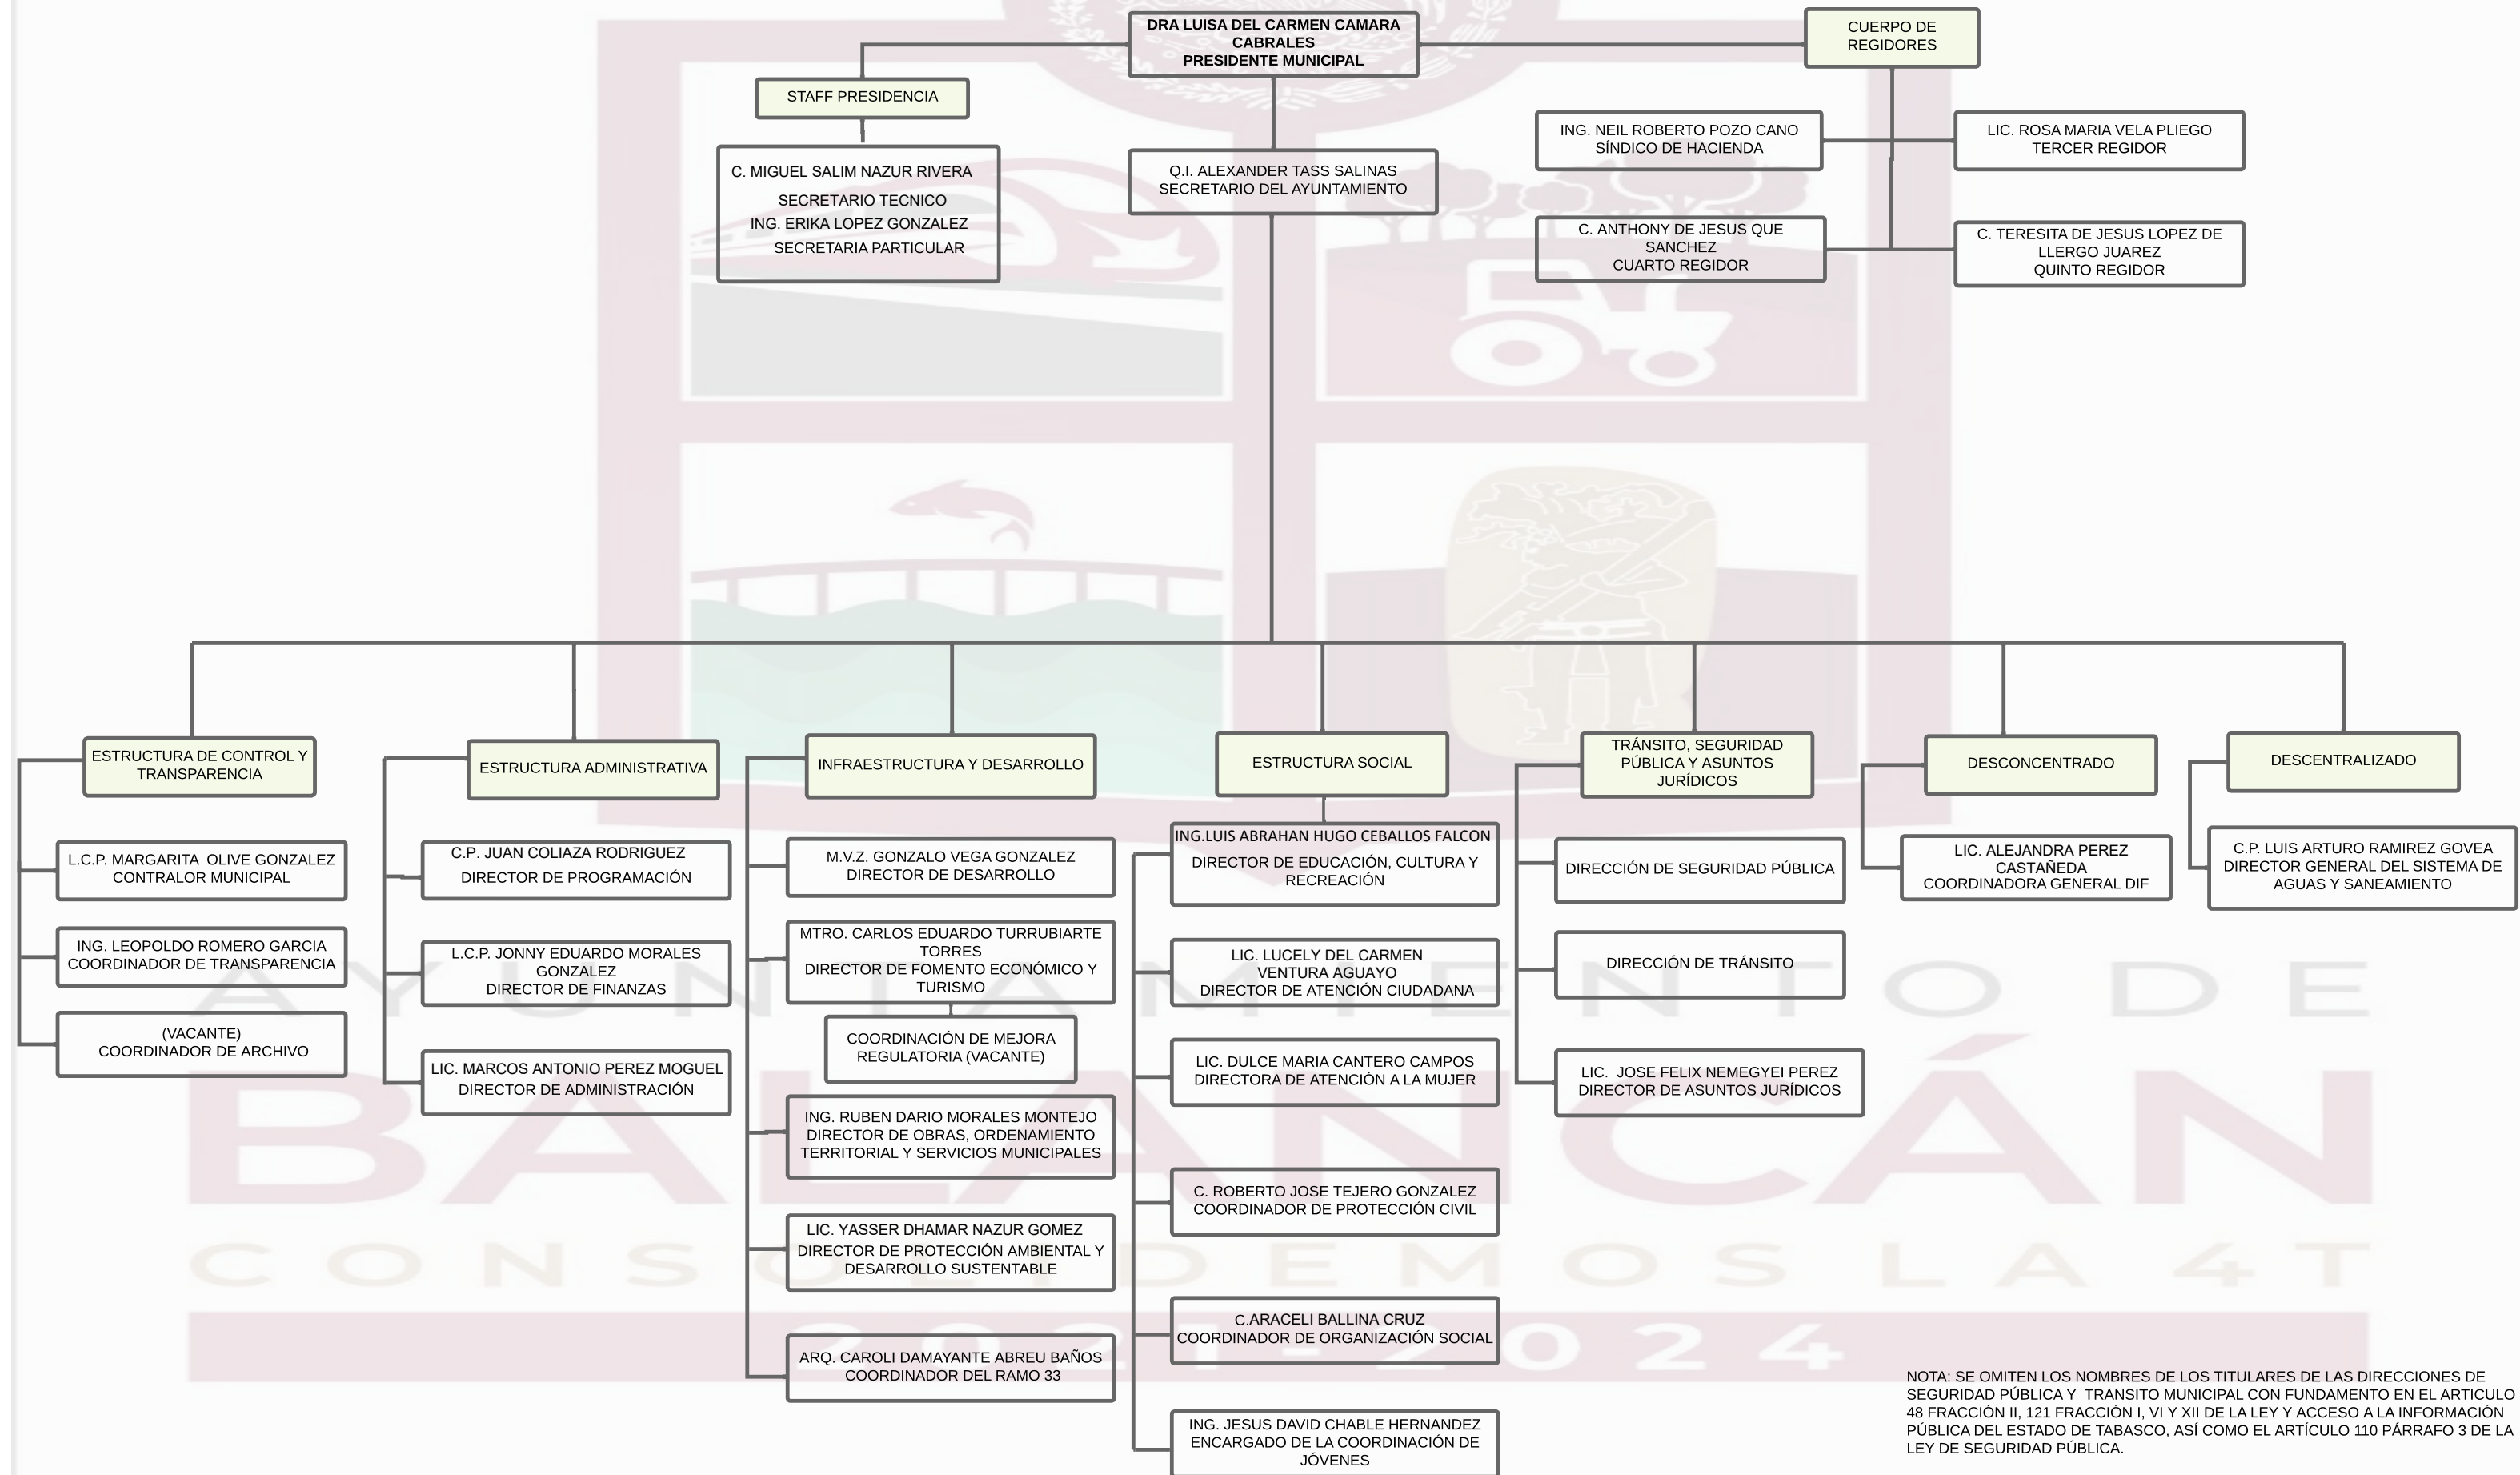 DRA LUISA DEL CARMEN CAMARA
CABRALES
PRESIDENTE MUNICIPAL
CUERPO DE
REGIDORES
STAFF PRESIDENCIA
C. MIGUEL SALIM NAZUR RIVERA
SECRETARIO TECNICO
ING. ERIKA LOPEZ GONZALEZ
SECRETARIA PARTICULAR
Q.I. ALEXANDER TASS SALINAS
SECRETARIO DEL AYUNTAMIENTO
ING. NEIL ROBERTO POZO CANO
SÍNDICO DE HACIENDA
LIC. ROSA MARIA VELA PLIEGO
TERCER REGIDOR
C. ANTHONY DE JESUS QUE
SANCHEZ
CUARTO REGIDOR
C. TERESITA DE JESUS LOPEZ DE
LLERGO JUAREZ
QUINTO REGIDOR
ESTRUCTURA DE CONTROL Y
TRANSPARENCIA
L.C.P. MARGARITA  OLIVE GONZALEZ
CONTRALOR MUNICIPAL
ING. LEOPOLDO ROMERO GARCIA
COORDINADOR DE TRANSPARENCIA
(VACANTE)
COORDINADOR DE ARCHIVO
ESTRUCTURA ADMINISTRATIVA
C.P. JUAN COLIAZA RODRIGUEZ
DIRECTOR DE PROGRAMACIÓN
L.C.P. JONNY EDUARDO MORALES
GONZALEZ
DIRECTOR DE FINANZAS
LIC. MARCOS ANTONIO PEREZ MOGUEL
DIRECTOR DE ADMINISTRACIÓN
INFRAESTRUCTURA Y DESARROLLO
M.V.Z. GONZALO VEGA GONZALEZ
DIRECTOR DE DESARROLLO
MTRO. CARLOS EDUARDO TURRUBIARTE
TORRES
DIRECTOR DE FOMENTO ECONÓMICO Y
TURISMO
COORDINACIÓN DE MEJORA
REGULATORIA (VACANTE)
ING. RUBEN DARIO MORALES MONTEJO
DIRECTOR DE OBRAS, ORDENAMIENTO
TERRITORIAL Y SERVICIOS MUNICIPALES
LIC. YASSER DHAMAR NAZUR GOMEZ
DIRECTOR DE PROTECCIÓN AMBIENTAL Y
DESARROLLO SUSTENTABLE
ARQ. CAROLI DAMAYANTE ABREU BAÑOS
COORDINADOR DEL RAMO 33
ESTRUCTURA SOCIAL
ING.LUIS ABRAHAN HUGO CEBALLOS FALCON
DIRECTOR DE EDUCACIÓN, CULTURA Y
RECREACIÓN
LIC. LUCELY DEL CARMEN
VENTURA AGUAYO
DIRECTOR DE ATENCIÓN CIUDADANA
LIC. DULCE MARIA CANTERO CAMPOS
DIRECTORA DE ATENCIÓN A LA MUJER
C. ROBERTO JOSE TEJERO GONZALEZ
COORDINADOR DE PROTECCIÓN CIVIL
C.ARACELI BALLINA CRUZ
COORDINADOR DE ORGANIZACIÓN SOCIAL
ING. JESUS DAVID CHABLE HERNANDEZ
ENCARGADO DE LA COORDINACIÓN DE
JÓVENES
TRÁNSITO, SEGURIDAD
PÚBLICA Y ASUNTOS
JURÍDICOS
DIRECCIÓN DE SEGURIDAD PÚBLICA
DIRECCIÓN DE TRÁNSITO
LIC.  JOSE FELIX NEMEGYEI PEREZ
DIRECTOR DE ASUNTOS JURÍDICOS
DESCONCENTRADO
LIC. ALEJANDRA PEREZ
CASTAÑEDA
COORDINADORA GENERAL DIF
DESCENTRALIZADO
C.P. LUIS ARTURO RAMIREZ GOVEA
DIRECTOR GENERAL DEL SISTEMA DE
AGUAS Y SANEAMIENTO
AYUNTAMIENTO DE
BALANCÁN
CONSOLIDEMOS LA 4T
2021-2024
NOTA: SE OMITEN LOS NOMBRES DE LOS TITULARES DE LAS DIRECCIONES DE
SEGURIDAD PÚBLICA Y  TRANSITO MUNICIPAL CON FUNDAMENTO EN EL ARTICULO
48 FRACCIÓN II, 121 FRACCIÓN I, VI Y XII DE LA LEY Y ACCESO A LA INFORMACIÓN
PÚBLICA DEL ESTADO DE TABASCO, ASÍ COMO EL ARTÍCULO 110 PÁRRAFO 3 DE LA
LEY DE SEGURIDAD PÚBLICA.